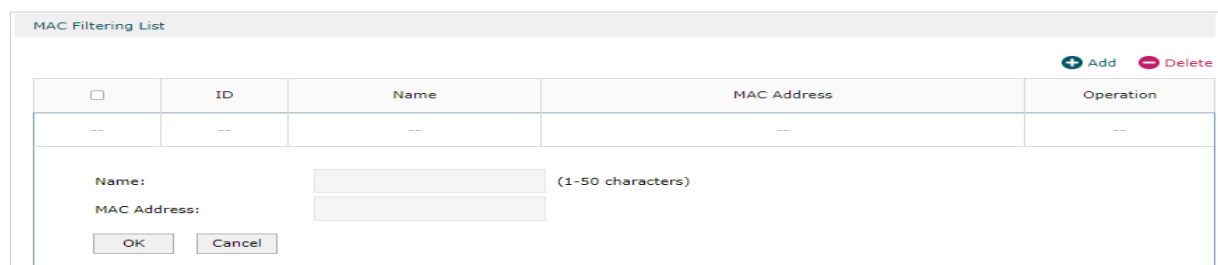 MAC Filtering List
Add Delete
ID Name MAC Address Operation
-- -- -- -- --
Name: (1-50 characters)
MAC Address:
OK Cancel